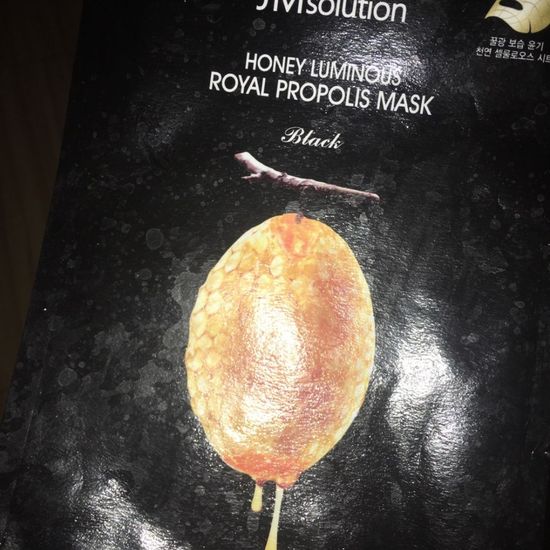 JMsolution
꿀광 보습 윤기
천연 셀룰로오스 시트
HONEY LUMINOUS
ROYAL PROPOLIS MASK
Black